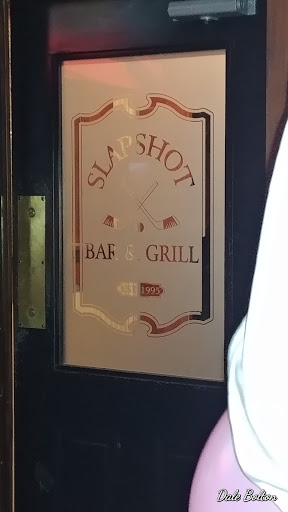 SLAPSHOT
BAR & GRILL
EST 1995
Dale Bolton